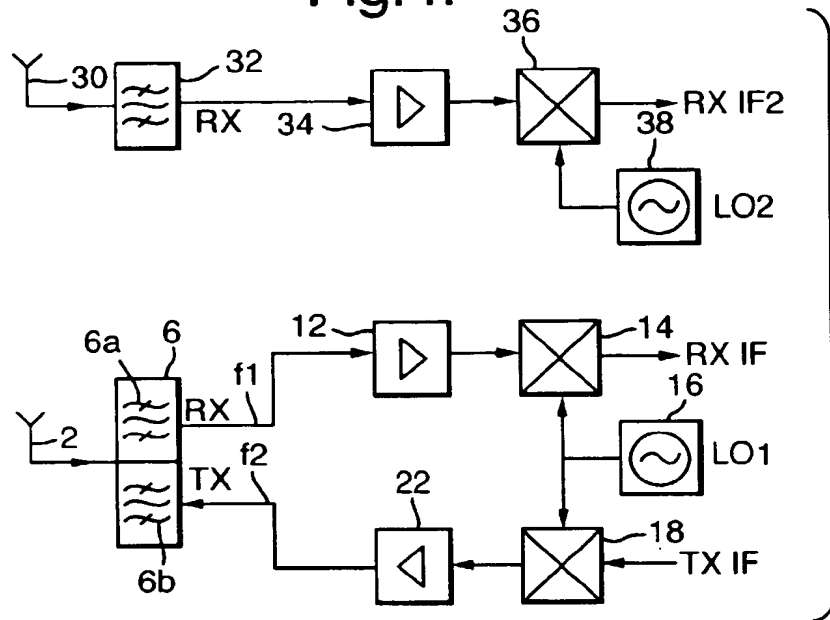 Fig.1.
36
30
32
RX
34
RX IF2
38
LO2
12
14
6a
6
RX
f1
RX IF
16
2
LO1
f2
TX
22
18
TX IF
6b